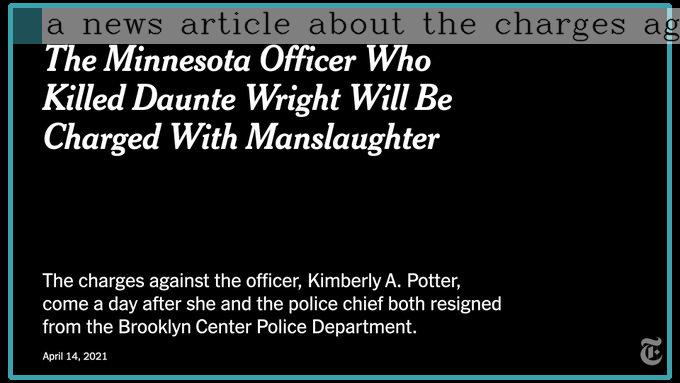 a news article about the charges ag
The Minnesota Officer Who
Killed Daunte Wright Will Be
Charged With Manslaughter
The charges against the officer, Kimberly A. Potter,
come a day after she and the police chief both resigned
from the Brooklyn Center Police Department.
April 14, 2021
T